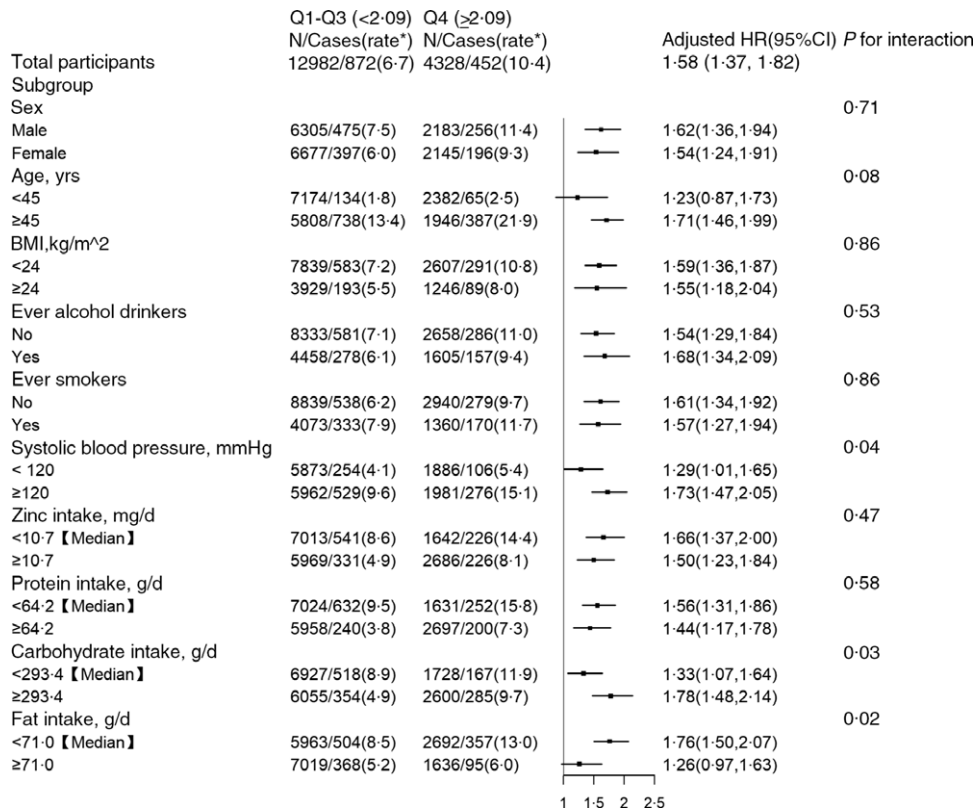 Q1-Q3 (<2·09) Q4 (≥2·09)
N/Cases(rate*) N/Cases(rate*) Adjusted HR(95%CI) P for interaction
Total participants 12982/872(6·7) 4328/452(10·4) 1·58 (1·37, 1·82)
Subgroup
Sex 0·71
Male 6305/475(7·5) 2183/256(11·4) 1·62(1·36,1·94)
Female 6677/397(6·0) 2145/196(9·3) 1·54(1·24,1·91)
Age, yrs 0·08
<45 7174/134(1·8) 2382/65(2·5) 1·23(0·87,1·73)
≥45 5808/738(13·4) 1946/387(21·9) 1·71(1·46,1·99)
BMI,kg/m^2 0·86
<24 7839/583(7·2) 2607/291(10·8) 1·59(1·36,1·87)
≥24 3929/193(5·5) 1246/89(8·0) 1·55(1·18,2·04)
Ever alcohol drinkers 0·53
No 8333/581(7·1) 2658/286(11·0) 1·54(1·29,1·84)
Yes 4458/278(6·1) 1605/157(9·4) 1·68(1·34,2·09)
Ever smokers 0·86
No 8839/538(6·2) 2940/279(9·7) 1·61(1·34,1·92)
Yes 4073/333(7·9) 1360/170(11·7) 1·57(1·27,1·94)
Systolic blood pressure, mmHg 0·04
< 120 5873/254(4·1) 1886/106(5·4) 1·29(1·01,1·65)
≥120 5962/529(9·6) 1981/276(15·1) 1·73(1·47,2·05)
Zinc intake, mg/d 0·47
<10·7【Median】 7013/541(8·6) 1642/226(14·4) 1·66(1·37,2·00)
≥10·7 5969/331(4·9) 2686/226(8·1) 1·50(1·23,1·84)
Protein intake, g/d 0·58
<64·2【Median】 7024/632(9·5) 1631/252(15·8) 1·56(1·31,1·86)
≥64·2 5958/240(3·8) 2697/200(7·3) 1·44(1·17,1·78)
Carbohydrate intake, g/d 0·03
<293·4【Median】 6927/518(8·9) 1728/167(11·9) 1·33(1·07,1·64)
≥293·4 6055/354(4·9) 2600/285(9·7) 1·78(1·48,2·14)
Fat intake, g/d 0·02
<71·0【Median】 5963/504(8·5) 2692/357(13·0) 1·76(1·50,2·07)
≥71·0 7019/368(5·2) 1636/95(6·0) 1·26(0·97,1·63)
1 1·5 2 2·5